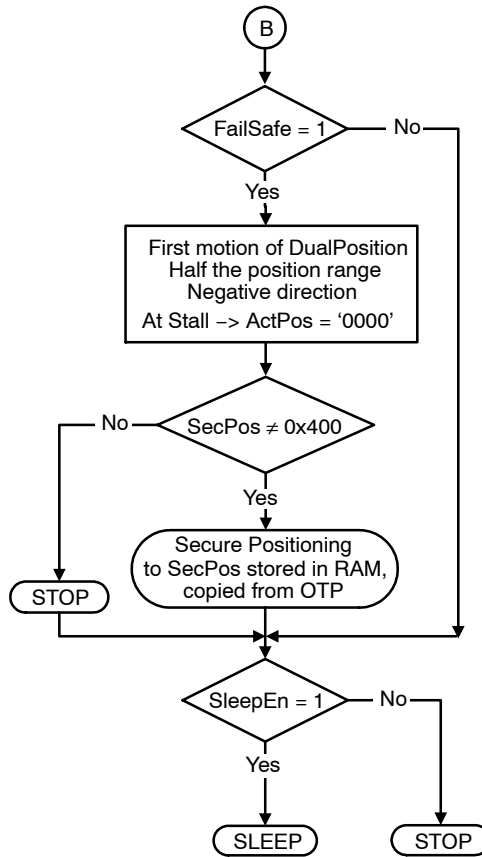 B
FailSafe = 1
No
Yes
First motion of DualPosition
Half the position range
Negative direction
At Stall −> ActPos = ‘0000’
No
SecPos ≠ 0x400
Yes
Secure Positioning
to SecPos stored in RAM,
copied from OTP
STOP
SleepEn = 1
No
Yes
SLEEP
STOP